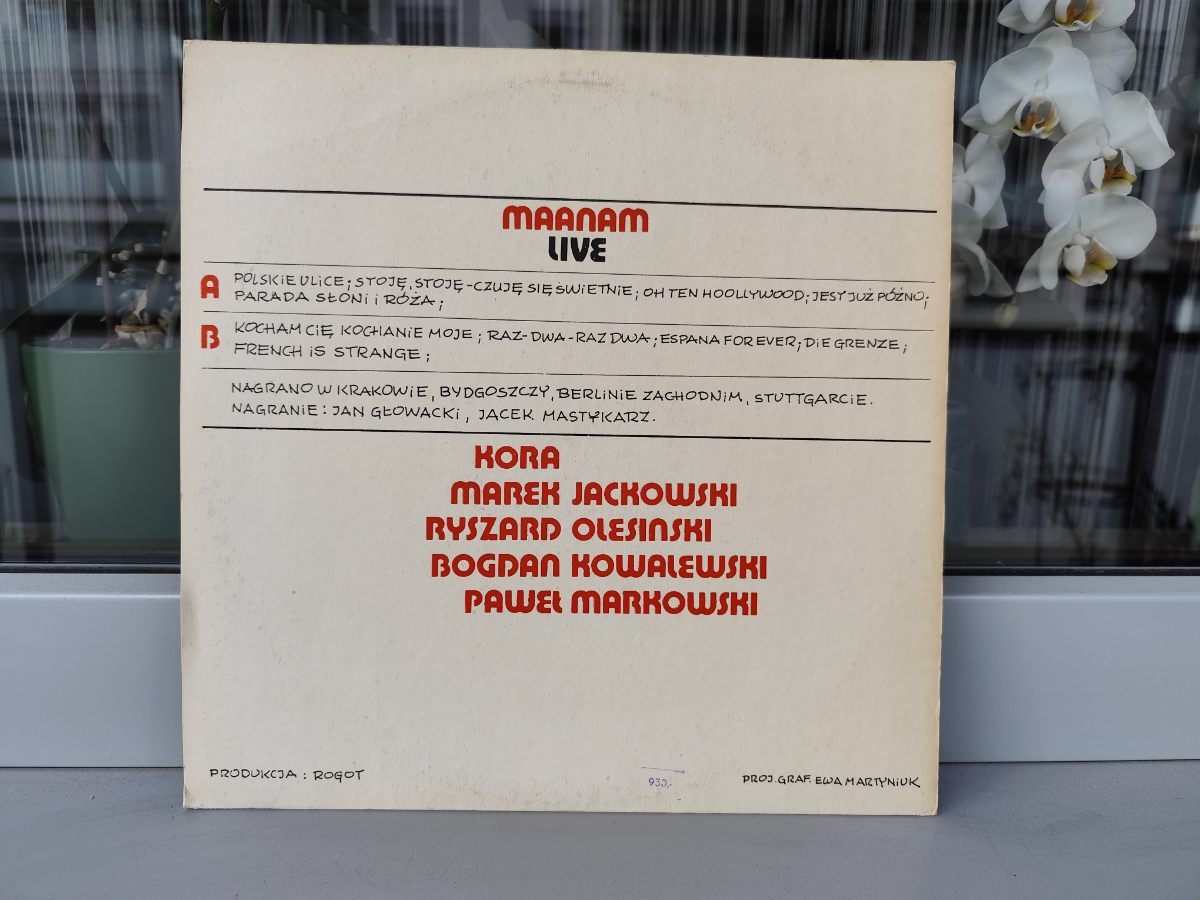 MAANAM
LIVE
A POLSKIE ULICE; STOJĘ, STOJĘ-CZUJĘ SIĘ ŚWIETNIE; OH TEN HOOLLYWOOD; JEST JUŻ PÓŹNO;
PARADA SŁONI I RÓŻA;
B KOCHAM CIĘ KOCHANIE MOJE; RAZ-DWA-RAZ DWA; ESPANA FOREVER; DIE GRENZE;
FRENCH IS STRANGE;
NAGRANO W KRAKOWIE, BYDGOSZCZY, BERLINIE ZACHODNIM, STUTTGARCIE.
NAGRANIE: JAN GŁOWACKI, JACEK MASTYKARZ.
KORA
MAREK JACKOWSKI
RYSZARD OLESINSKI
BOGDAN KOWALEWSKI
PAWEŁ MARKOWSKI
PRODUKCJA: ROGOT
950,-
PROJ. GRAF. EWA MARTYNIUK